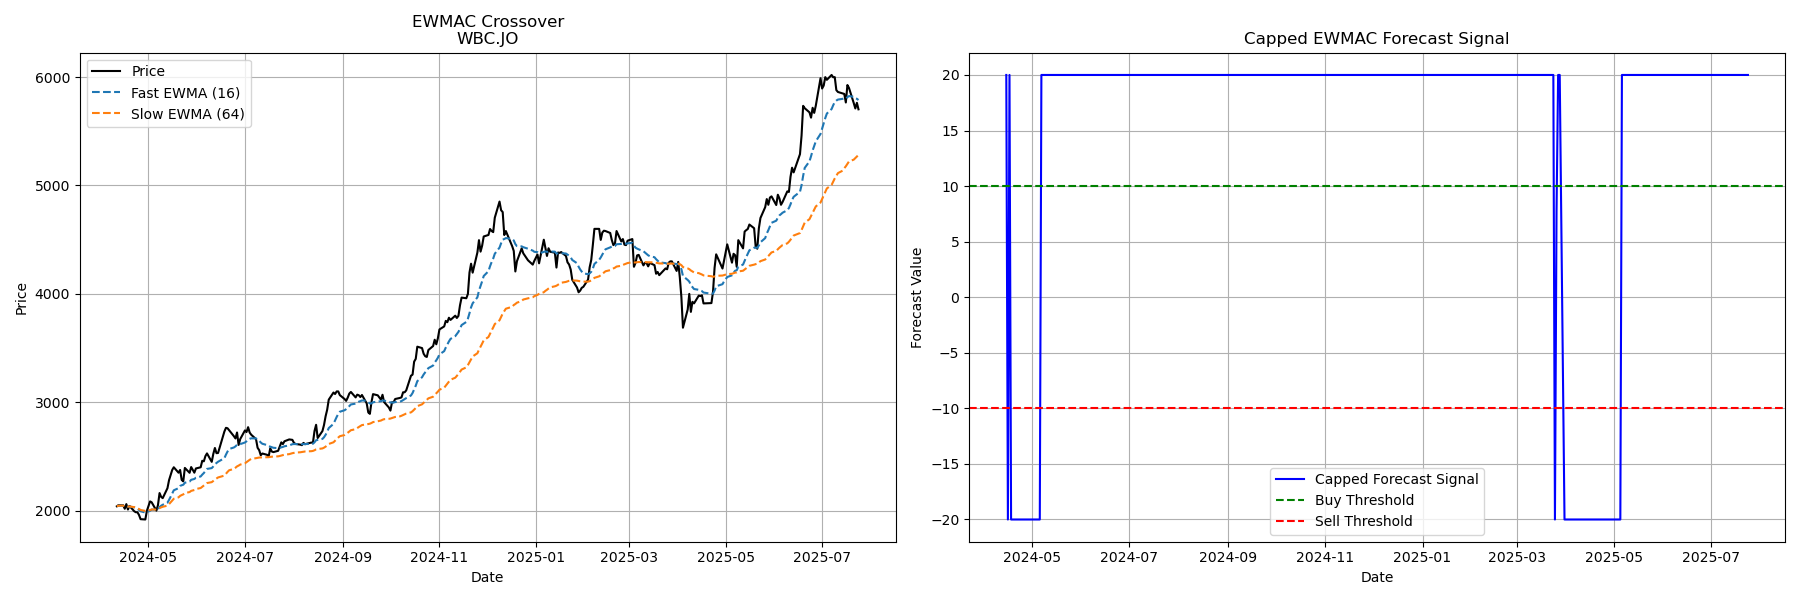 EWMAC Crossover
WBC.JO
Price
Fast EWMA (16)
Slow EWMA (64)
6000
5000
4000
3000
2000
Price
2024-05
2024-07
2024-09
2024-11
2025-01
2025-03
2025-05
2025-07
Date
Capped EWMAC Forecast Signal
20
15
10
5
0
−5
−10
−15
−20
Forecast Value
Capped Forecast Signal
Buy Threshold
Sell Threshold
2024-05
2024-07
2024-09
2024-11
2025-01
2025-03
2025-05
2025-07
Date